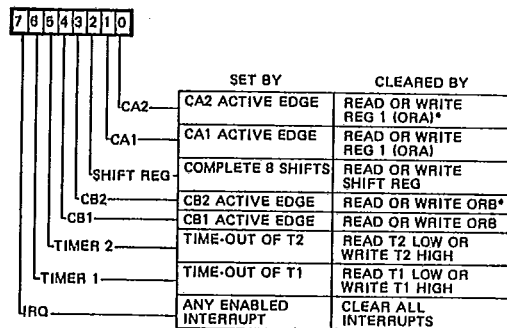 7 6 5 4 3 2 1 0
SET BY CLEARED BY
CA2 CA2 ACTIVE EDGE READ OR WRITE
REG 1 (ORA)*
CA1 CA1 ACTIVE EDGE READ OR WRITE
REG 1 (ORA)
SHIFT REG COMPLETE 8 SHIFTS READ OR WRITE
SHIFT REG
CB2 CB2 ACTIVE EDGE READ OR WRITE ORB*
CB1 CB1 ACTIVE EDGE READ OR WRITE ORB
TIMER 2 TIME-OUT OF T2 READ T2 LOW OR
WRITE T2 HIGH
TIMER 1 TIME-OUT OF T1 READ T1 LOW OR
WRITE T1 HIGH
IRQ ANY ENABLED CLEAR ALL
INTERRUPT INTERRUPTS